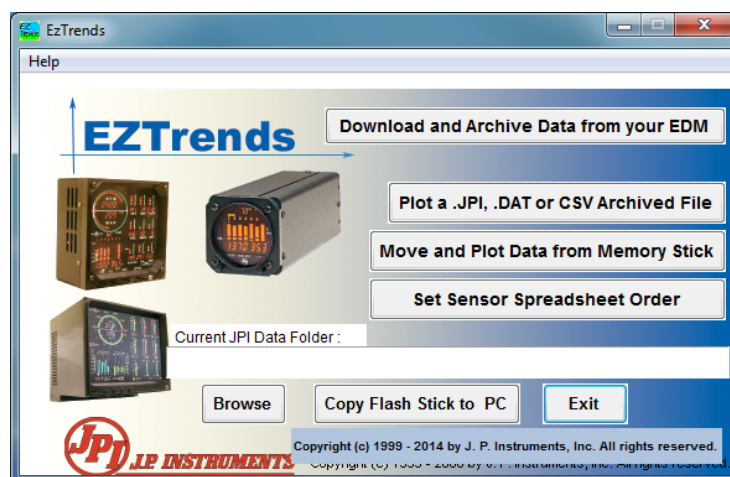 EzTrends
Help
EZTrends
Download and Archive Data from your EDM
Plot a .JPI, .DAT or CSV Archived File
Move and Plot Data from Memory Stick
Set Sensor Spreadsheet Order
Current JPI Data Folder :
Browse
Copy Flash Stick to PC
Exit
JPI
J.P INSTRUMENTS
Copyright (c) 1999 - 2014 by J. P. Instruments, Inc. All rights reserved.